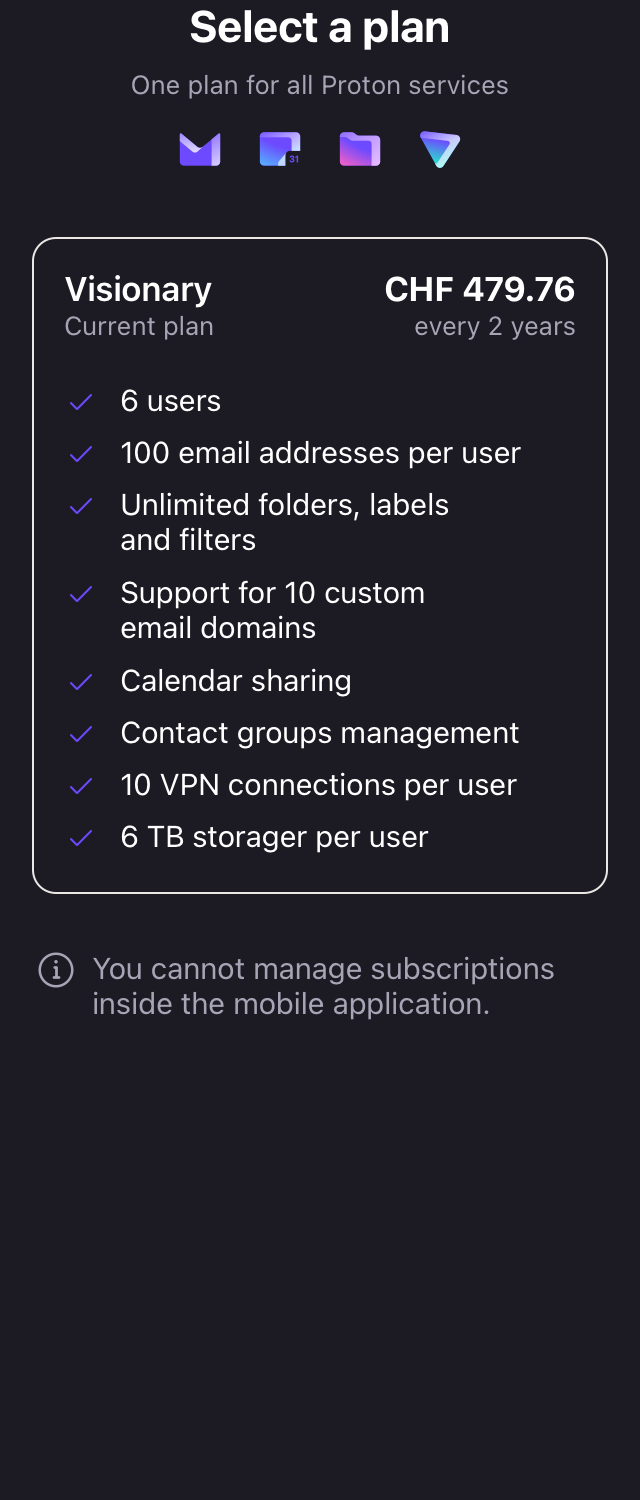 Select a plan
One plan for all Proton services
31
Visionary
CHF 479.76
Current plan
every 2 years
6 users
100 email addresses per user
Unlimited folders, labels
and filters
Support for 10 custom
email domains
Calendar sharing
Contact groups management
10 VPN connections per user
6 TB storager per user
You cannot manage subscriptions
inside the mobile application.